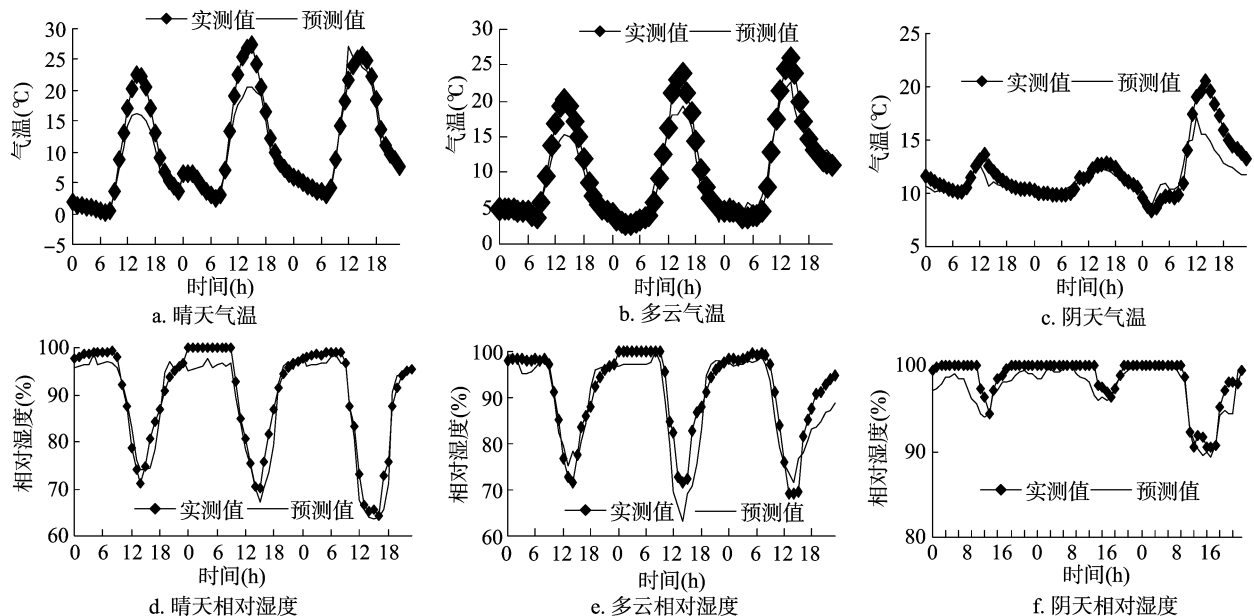 实测值 预测值
气温(℃)
30
25
20
15
10
5
0
−5
0 6 12 18 0 6 12 18 0 6 12 18
时间(h)
a. 晴天气温
实测值 预测值
气温(℃)
30
25
20
15
10
5
0
0 6 12 18 0 6 12 18 0 6 12 18
时间(h)
b. 多云气温
实测值 预测值
气温(℃)
25
20
15
10
5
0 6 12 18 0 6 12 18 0 6 12 18
时间(h)
c. 阴天气温
相对湿度(%)
100
90
80
70
60
实测值 预测值
0 6 12 18 0 6 12 18 0 6 12 18
时间(h)
d. 晴天相对湿度
相对湿度(%)
100
90
80
70
60
实测值 预测值
0 6 12 18 0 6 12 18 0 6 12 18
时间(h)
e. 多云相对湿度
相对湿度(%)
100
90
80
实测值 预测值
0 8 16 0 8 16 0 8 16
时间(h)
f. 阴天相对湿度